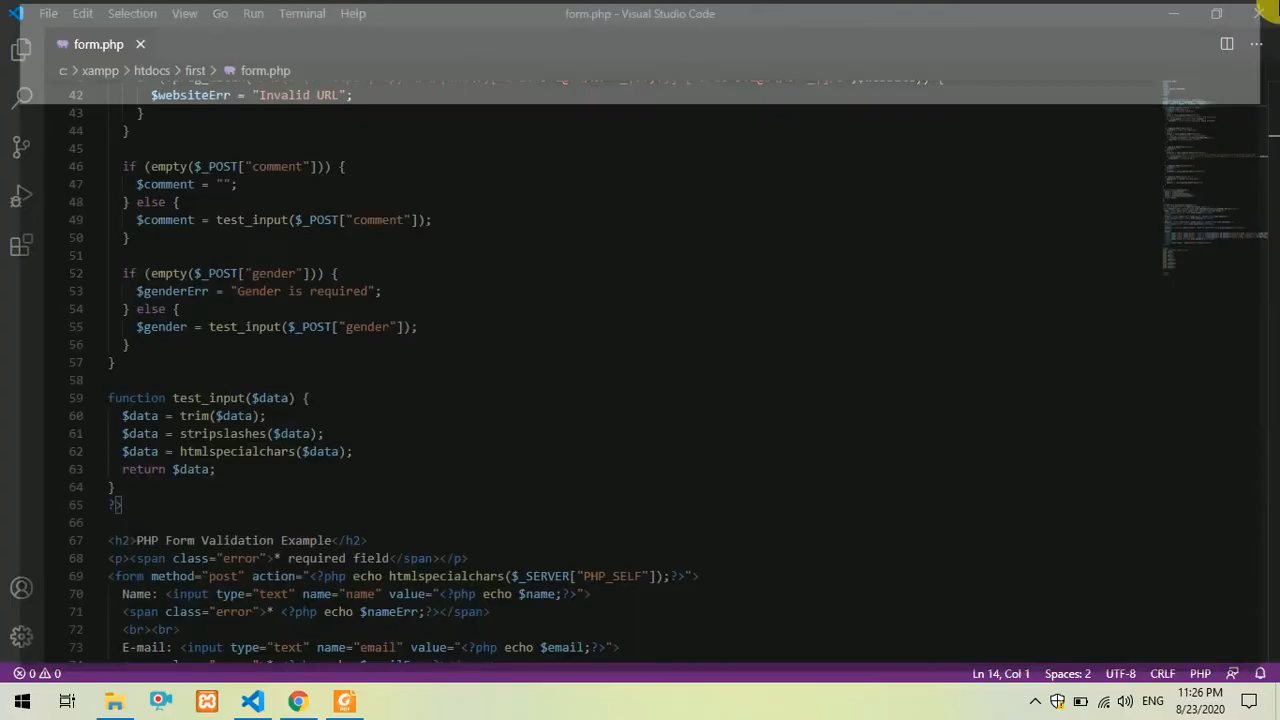 File Edit Selection View Go Run Terminal Help form.php - Visual Studio Code
form.php
c: > xampp > htdocs > first > form.php
42 $websiteErr = "Invalid URL";
43 }
44 }
45
46 if (empty($_POST["comment"])) {
47 $comment = "";
48 } else {
49 $comment = test_input($_POST["comment"]);
50 }
51
52 if (empty($_POST["gender"])) {
53 $genderErr = "Gender is required";
54 } else {
55 $gender = test_input($_POST["gender"]);
56 }
57 }
58
59 function test_input($data) {
60 $data = trim($data);
61 $data = stripslashes($data);
62 $data = htmlspecialchars($data);
63 return $data;
64 }
65 ?>
66
67 <h2>PHP Form Validation Example</h2>
68 <p><span class="error">* required field</span></p>
69 <form method="post" action="<?php echo htmlspecialchars($_SERVER["PHP_SELF"]);?>">
70 Name: <input type="text" name="name" value="<?php echo $name;?>">
71 <span class="error">* <?php echo $nameErr;?></span>
72 <br><br>
73 E-mail: <input type="text" name="email" value="<?php echo $email;?>">
0 0 Ln 14, Col 1 Spaces: 2 UTF-8 CRLF PHP
ENG
11:26 PM
8/23/2020